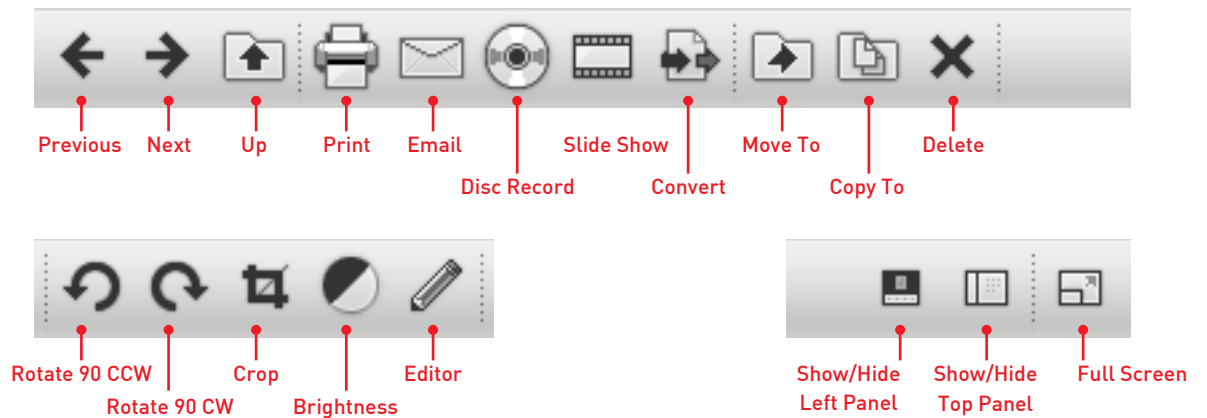 Previous Next Up Print Email Slide Show Move To Delete
Disc Record Convert Copy To
Rotate 90 CCW Crop Editor
Rotate 90 CW Brightness
Show/Hide Show/Hide Full Screen
Left Panel Top Panel